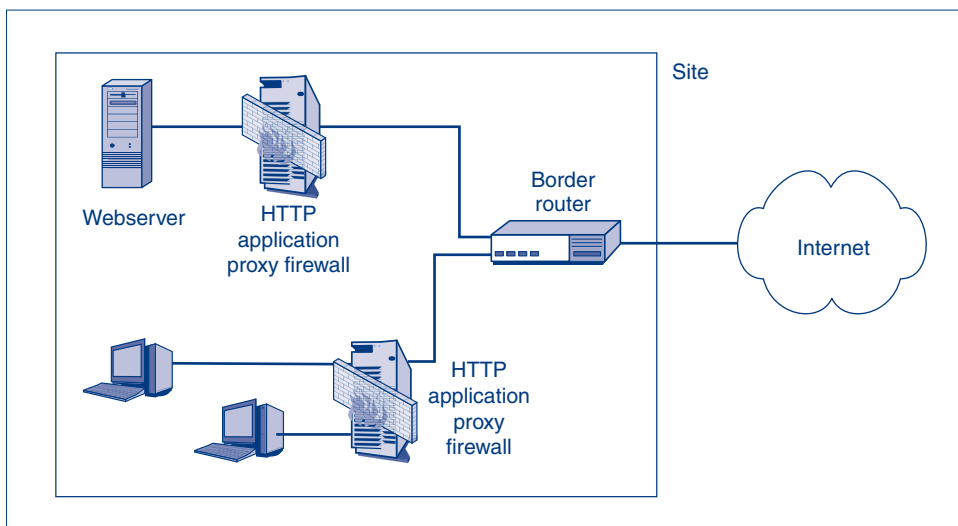 Site
Webserver
HTTP
application
proxy firewall
Border
router
Internet
HTTP
application
proxy
firewall